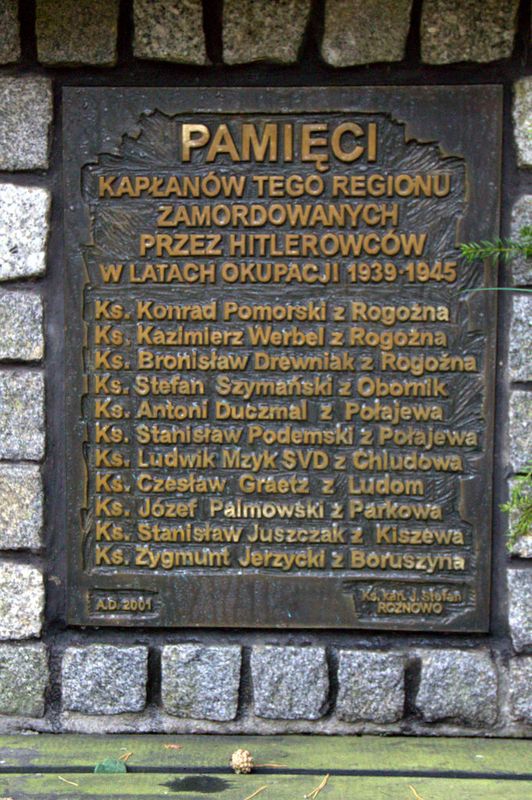 PAMIĘCI
KAPŁANÓW TEGO REGIONU
ZAMORDOWANYCH
PRZEZ HITLEROWCÓW
W LATACH OKUPACJI 1939-1945
Ks. Konrad Pomorski z Rogoźna
Ks. Kazimierz Werbel z Rogoźna
Ks. Bronisław Drewniak z Rogoźna
Ks. Stefan Szymański z Obornik
Ks. Antoni Duczmal z Połajewa
Ks. Stanisław Podemski z Połajewa
Ks. Ludwik Mzyk SVD z Chludowa
Ks. Czesław Graetz z Ludom
Ks. Józef Palmowski z Parkowa
Ks. Stanisław Juszczak z Kiszewa
Ks. Zygmunt Jerzycki z Boruszyna
A.D. 2001
Ks. kan. J. Stefan
ROŻNOWO